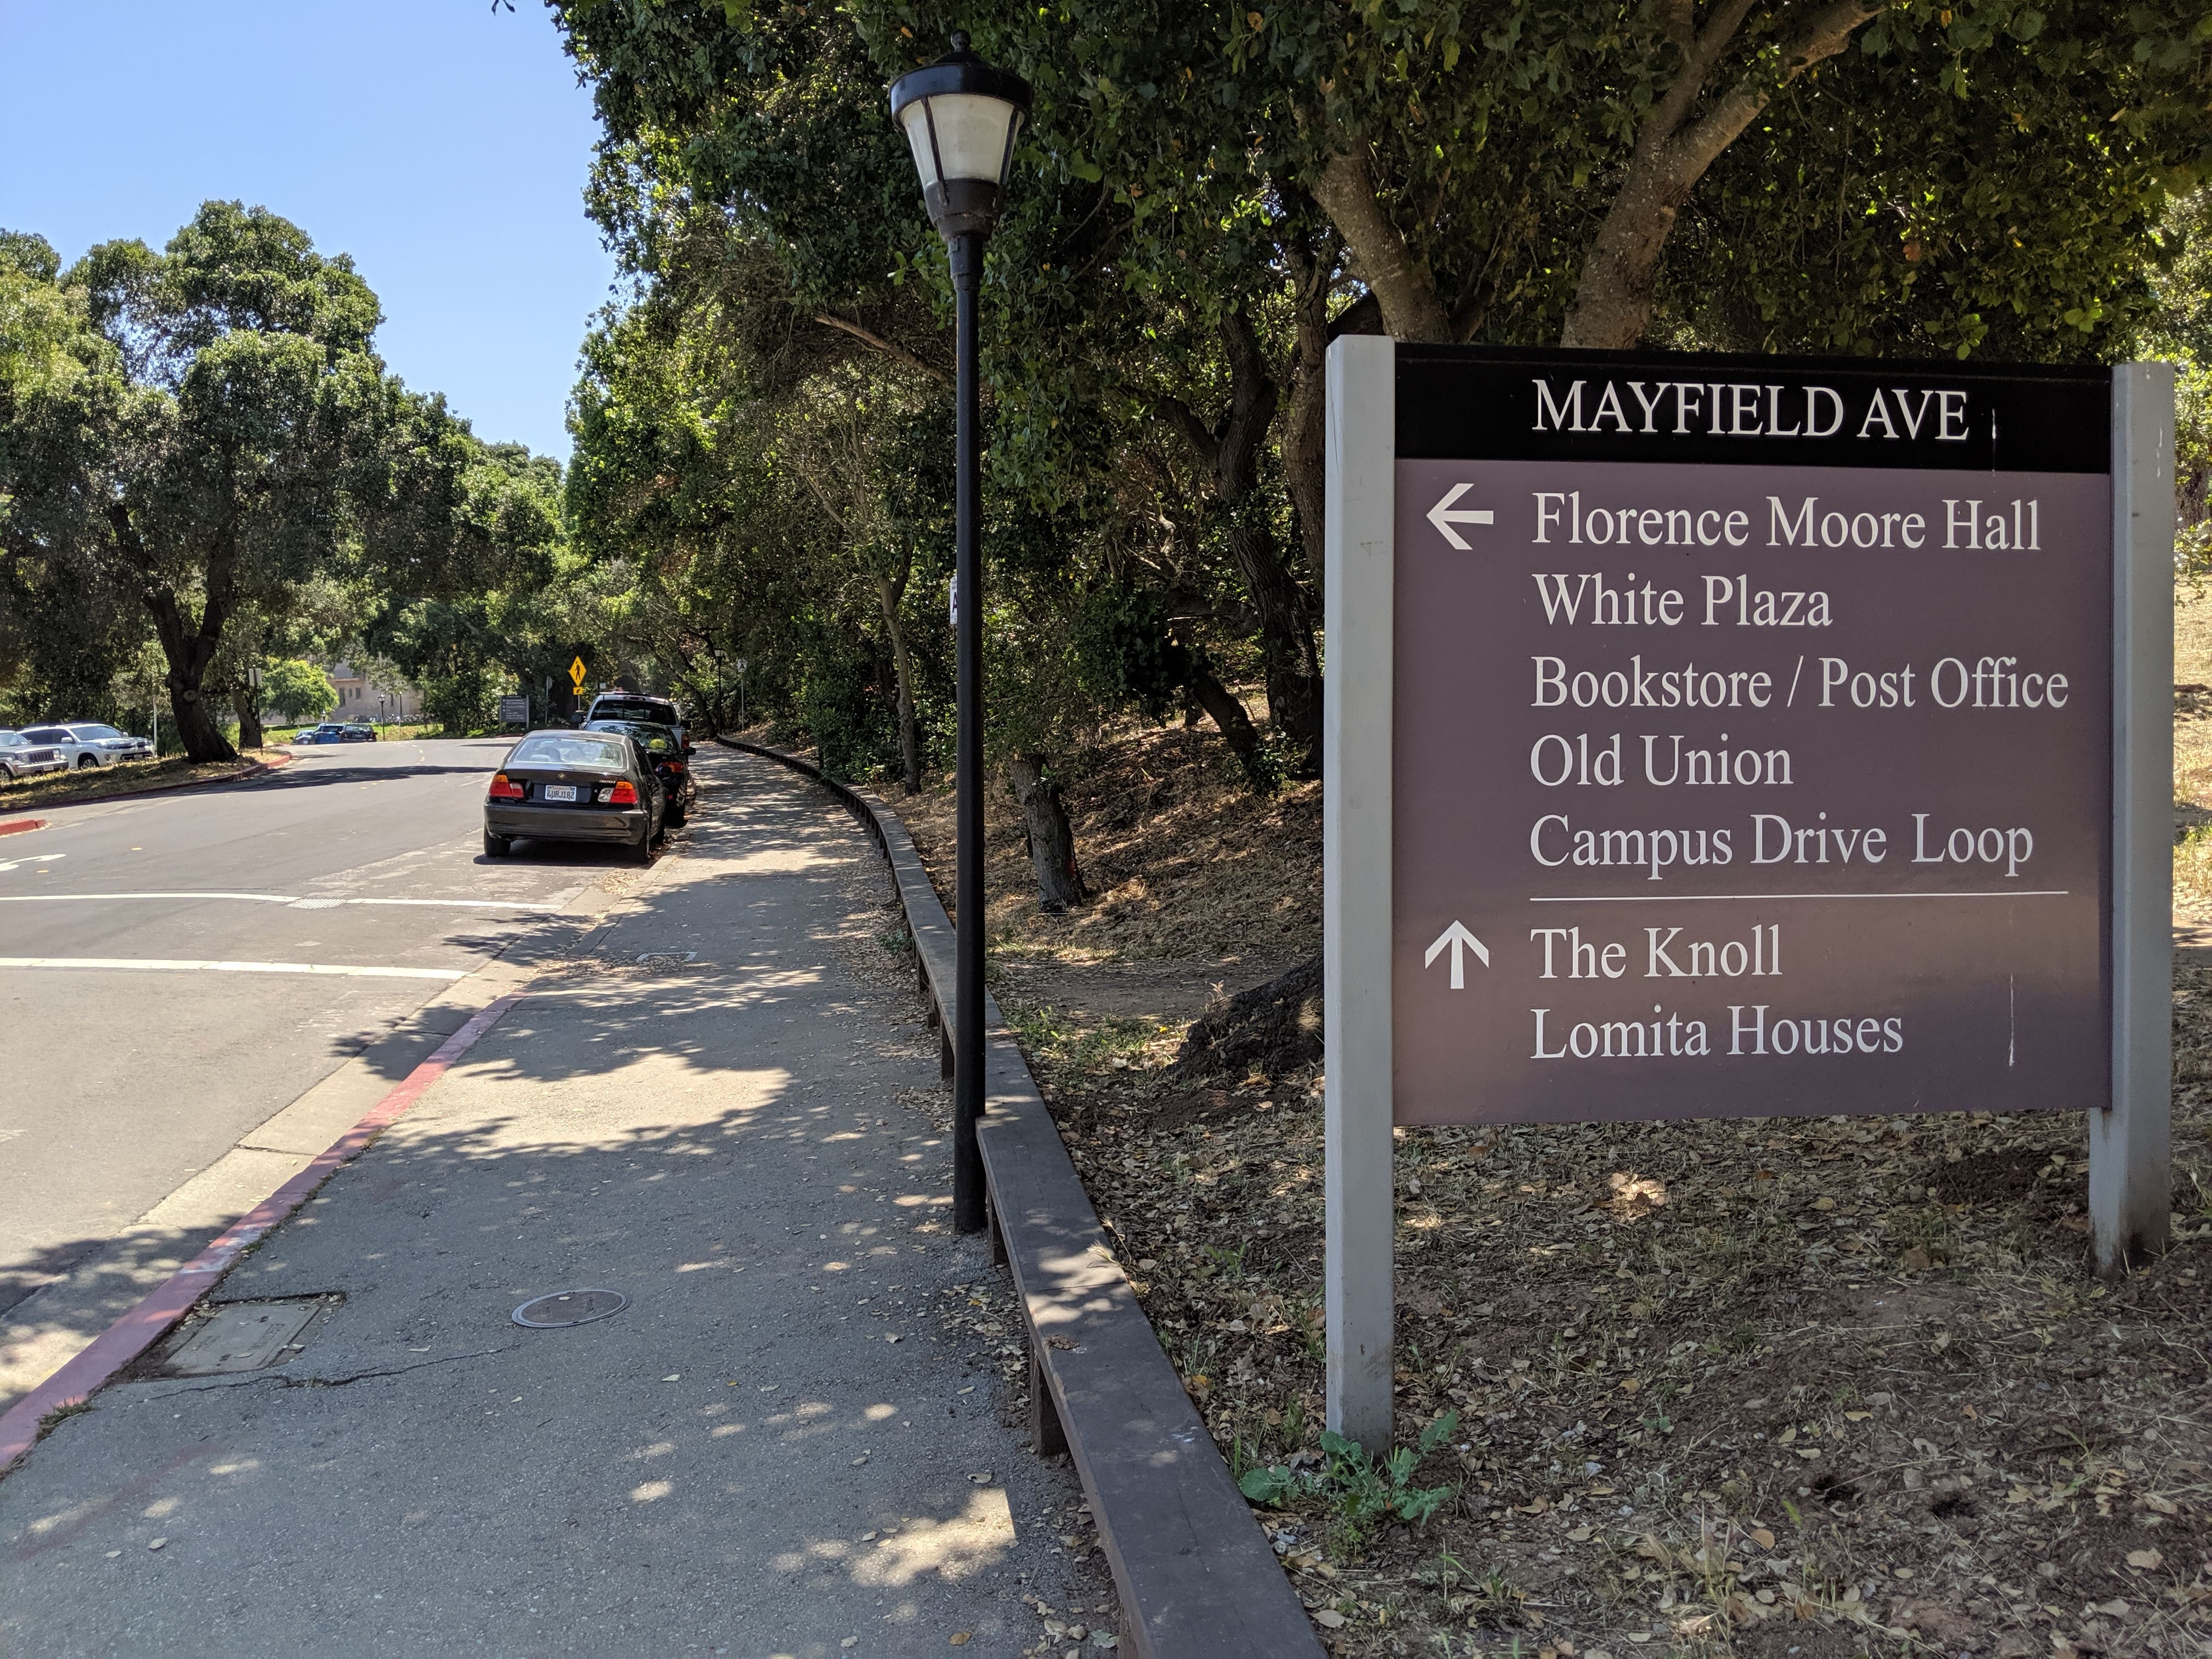 MAYFIELD AVE
← Florence Moore Hall
White Plaza
Bookstore / Post Office
Old Union
Campus Drive Loop
↑ The Knoll
Lomita Houses